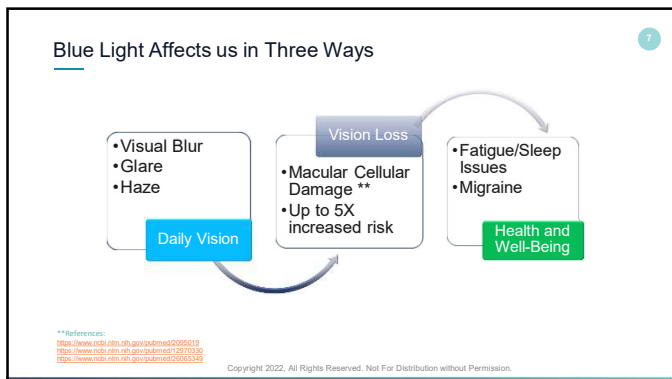 Blue Light Affects us in Three Ways
7
•Visual Blur
•Glare
•Haze
Daily Vision
Vision Loss
•Macular Cellular
Damage **
•Up to 5X
increased risk
•Fatigue/Sleep
Issues
•Migraine
Health and
Well-Being
**References:
https://www.ncbi.nlm.nih.gov/pubmed/2095019
https://www.ncbi.nlm.nih.gov/pubmed/12970330
https://www.ncbi.nlm.nih.gov/pubmed/26065349
Copyright 2022, All Rights Reserved. Not For Distribution without Permission.